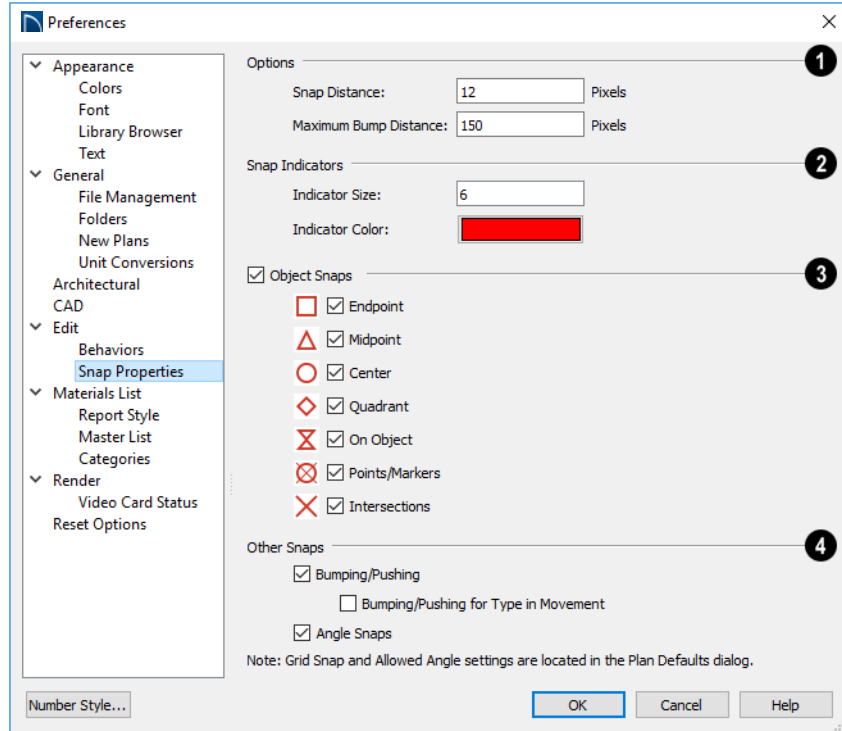 Preferences
Appearance
Colors
Font
Library Browser
Text
General
File Management
Folders
New Plans
Unit Conversions
Architectural
CAD
Edit
Behaviors
Snap Properties
Materials List
Report Style
Master List
Categories
Render
Video Card Status
Reset Options
Options 1
Snap Distance: 12 Pixels
Maximum Bump Distance: 150 Pixels
Snap Indicators 2
Indicator Size: 6
Indicator Color:
Object Snaps 3
Endpoint
Midpoint
Center
Quadrant
On Object
Points/Markers
Intersections
Other Snaps 4
Bumping/Pushing
Bumping/Pushing for Type in Movement
Angle Snaps
Note: Grid Snap and Allowed Angle settings are located in the Plan Defaults dialog.
Number Style... OK Cancel Help